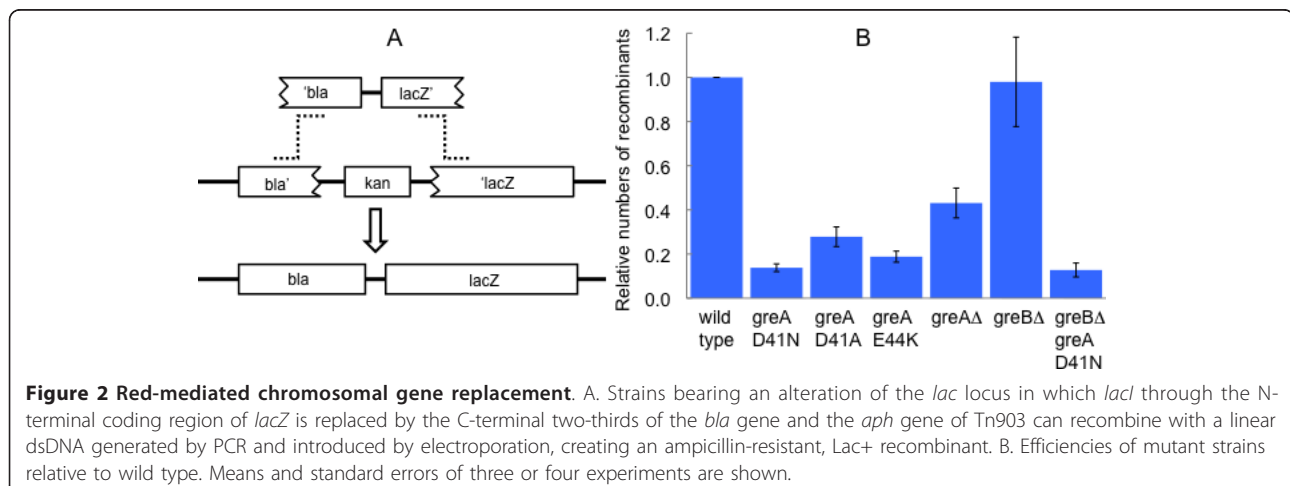 A
'bla
lacZ'
bla'
kan
'lacZ
bla
lacZ
B
Relative numbers of recombinants
1.2
1.0
0.8
0.6
0.4
0.2
0.0
wild type
greA D41N
greA D41A
greA E44K
greAΔ
greBΔ
greBΔ greA D41N
Figure 2 Red-mediated chromosomal gene replacement. A. Strains bearing an alteration of the lac locus in which lacI through the N-
terminal coding region of lacZ is replaced by the C-terminal two-thirds of the bla gene and the aph gene of Tn903 can recombine with a linear
dsDNA generated by PCR and introduced by electroporation, creating an ampicillin-resistant, Lac+ recombinant. B. Efficiencies of mutant strains
relative to wild type. Means and standard errors of three or four experiments are shown.